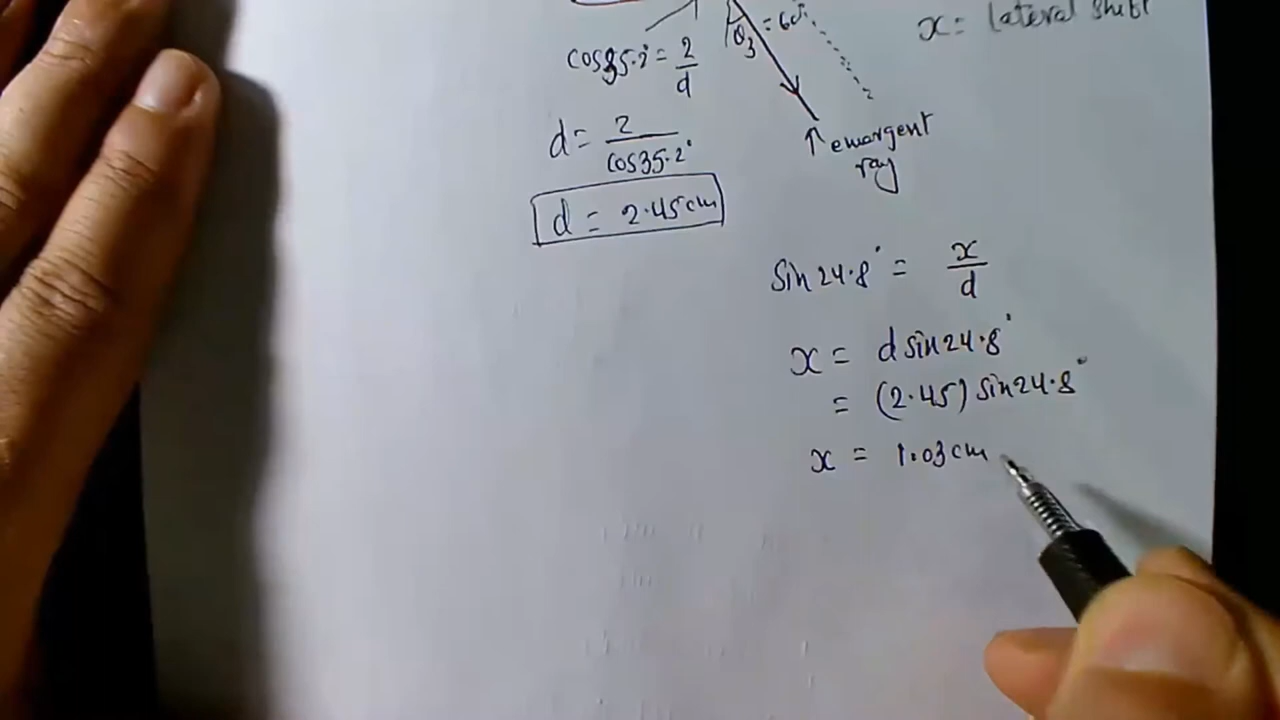 x = lateral shift
cos35.2° = 2/d
θ3 = 60°
d = 2/cos35.2°
↑ emergent
ray
d = 2.45cm
sin24.8° = x/d
x = d sin24.8°
= (2.45) sin24.8°
x = 1.03cm